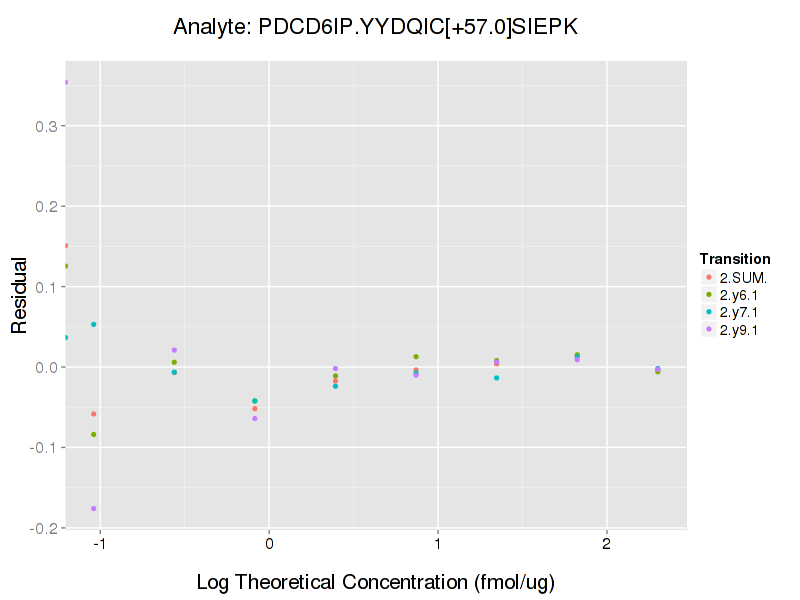 Analyte: PDCD6IP.YYDQIC[+57.0]SIEPK
0.3
0.2
0.1
0.0
-0.1
-0.2
Residual
-1 0 1 2
Log Theoretical Concentration (fmol/ug)
Transition
2.SUM.
2.y6.1
2.y7.1
2.y9.1